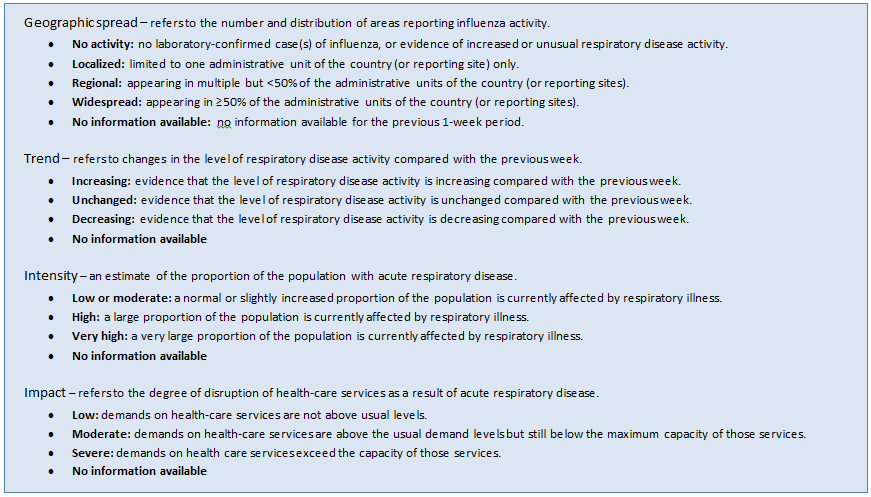 Geographic spread – refers to the number and distribution of areas reporting influenza activity.
• No activity: no laboratory-confirmed case(s) of influenza, or evidence of increased or unusual respiratory disease activity.
• Localized: limited to one administrative unit of the country (or reporting site) only.
• Regional: appearing in multiple but <50% of the administrative units of the country (or reporting sites).
• Widespread: appearing in ≥50% of the administrative units of the country (or reporting sites).
• No information available: no information available for the previous 1-week period.
Trend – refers to changes in the level of respiratory disease activity compared with the previous week.
• Increasing: evidence that the level of respiratory disease activity is increasing compared with the previous week.
• Unchanged: evidence that the level of respiratory disease activity is unchanged compared with the previous week.
• Decreasing: evidence that the level of respiratory disease activity is decreasing compared with the previous week.
• No information available
Intensity – an estimate of the proportion of the population with acute respiratory disease.
• Low or moderate: a normal or slightly increased proportion of the population is currently affected by respiratory illness.
• High: a large proportion of the population is currently affected by respiratory illness.
• Very high: a very large proportion of the population is currently affected by respiratory illness.
• No information available
Impact – refers to the degree of disruption of health-care services as a result of acute respiratory disease.
• Low: demands on health-care services are not above usual levels.
• Moderate: demands on health-care services are above the usual demand levels but still below the maximum capacity of those services.
• Severe: demands on health care services exceed the capacity of those services.
• No information available